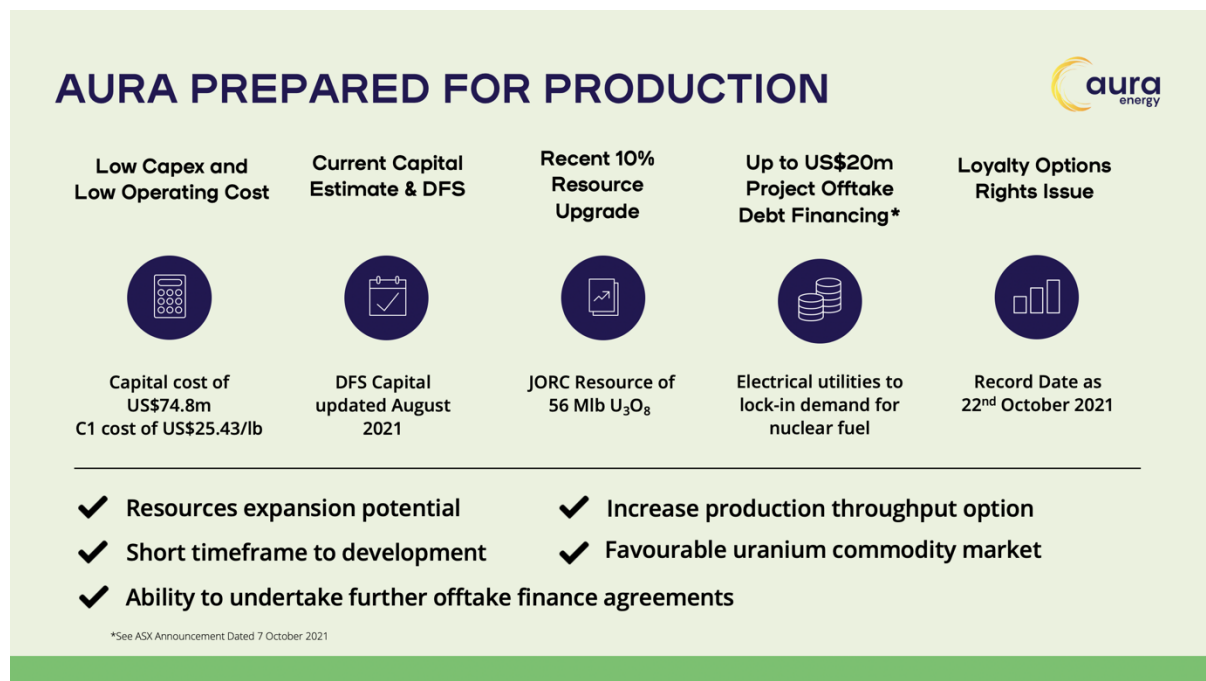 AURA PREPARED FOR PRODUCTION
aura
energy
Low Capex and
Low Operating Cost
Current Capital
Estimate & DFS
Recent 10%
Resource
Upgrade
Up to US$20m
Project Offtake
Debt Financing*
Loyalty Options
Rights Issue
Capital cost of
US$74.8m
C1 cost of US$25.43/lb
DFS Capital
updated August
2021
JORC Resource of
56 Mlb U₃O₈
Electrical utilities to
lock-in demand for
nuclear fuel
Record Date as
22ⁿᵈ October 2021
Resources expansion potential
Increase production throughput option
Short timeframe to development
Favourable uranium commodity market
Ability to undertake further offtake finance agreements
*See ASX Announcement Dated 7 October 2021